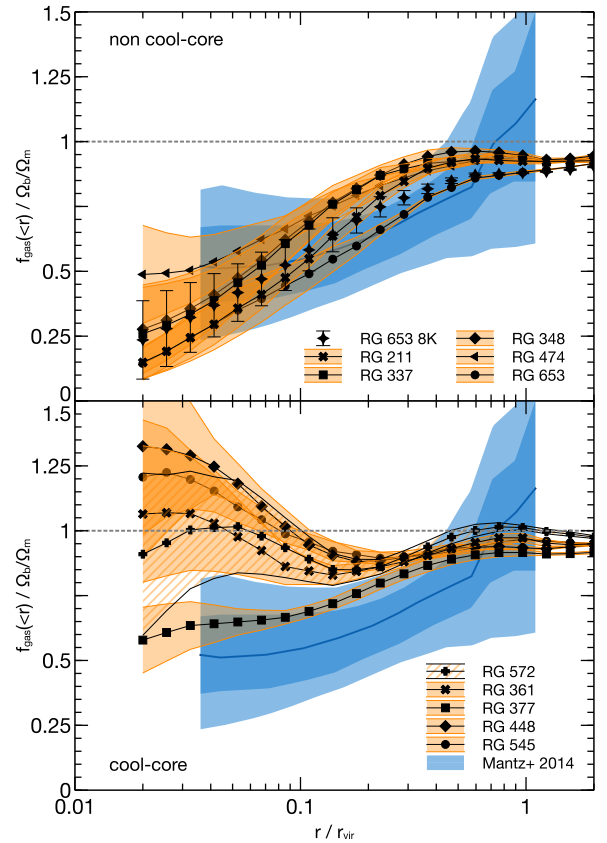 1.5
non cool-core
1.25
1
f_gas(<r) / Ω_b/Ω_m
0.5
0.25
0
RG 653 8K
RG 211
RG 337
RG 348
RG 474
RG 653
1.5
1.25
1
f_gas(<r) / Ω_b/Ω_m
0.5
0.25
0
cool-core
RG 572
RG 361
RG 377
RG 448
RG 545
Mantz+ 2014
0.01
0.1
1
r / r_vir